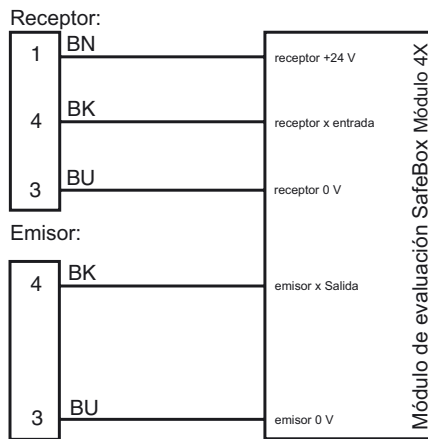 Receptor:
1 BN receptor +24 V
4 BK receptor x entrada
3 BU receptor 0 V
Emisor:
4 BK emisor x Salida
3 BU emisor 0 V
Módulo de evaluación SafeBox Módulo 4X